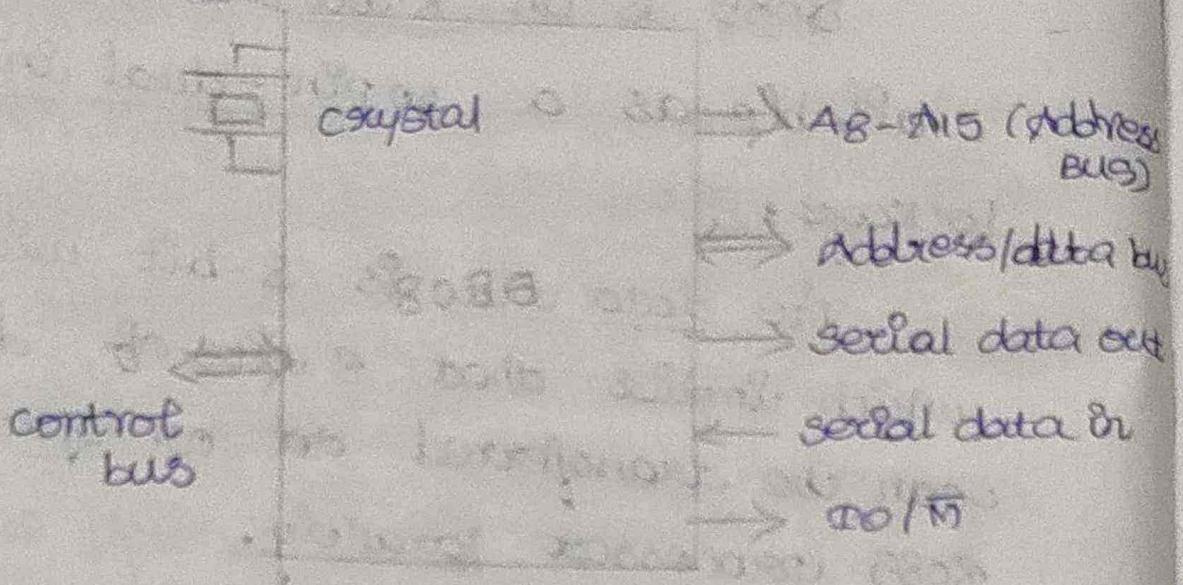 crystal
A8-A15 (Address
BUS)
Address/data bu
serial data out
control
bus
serial data in
IO/M̅